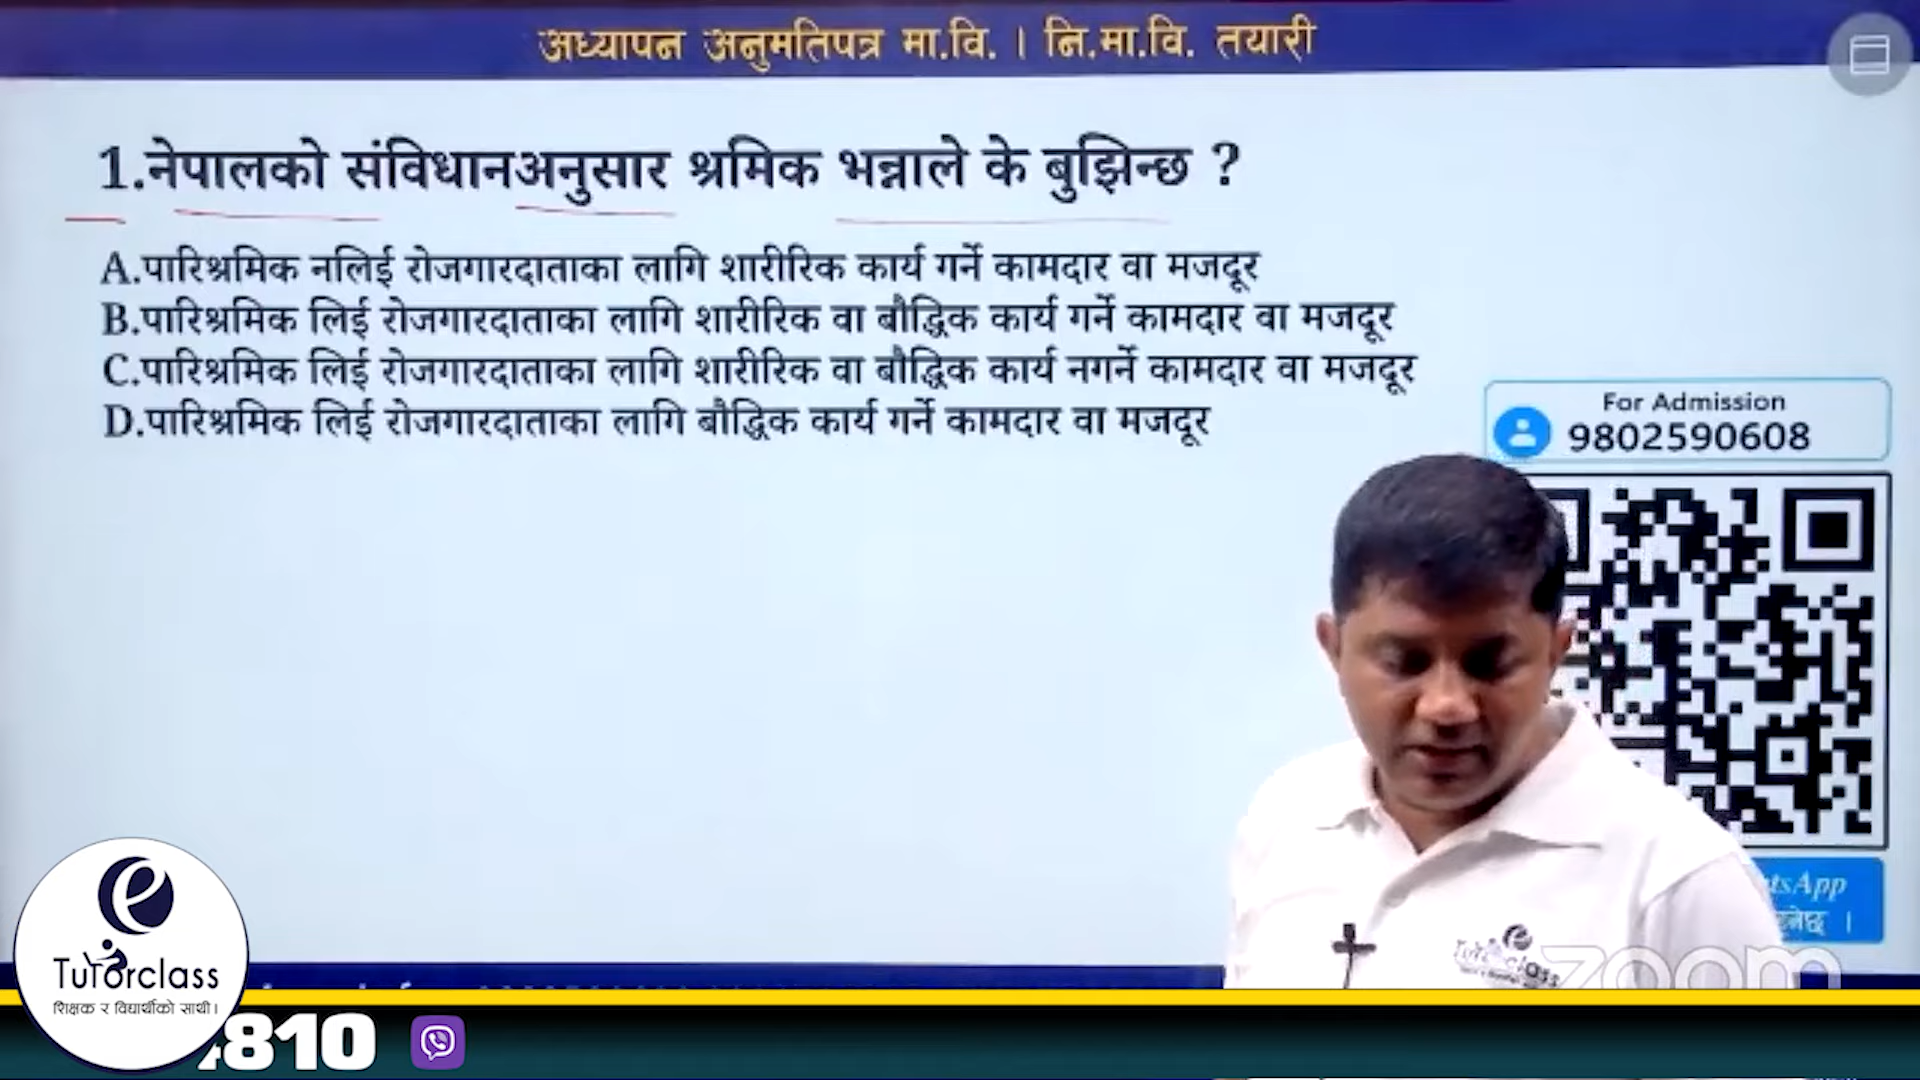 अध्यापन अनुमतिपत्र मा.वि. । नि.मा.वि. तयारी
1.नेपालको संविधानअनुसार श्रमिक भन्नाले के बुझिन्छ ?
A.पारिश्रमिक नलिई रोजगारदाताका लागि शारीरिक कार्य गर्ने कामदार वा मजदूर
B.पारिश्रमिक लिई रोजगारदाताका लागि शारीरिक वा बौद्धिक कार्य गर्ने कामदार वा मजदूर
C.पारिश्रमिक लिई रोजगारदाताका लागि शारीरिक वा बौद्धिक कार्य नगर्ने कामदार वा मजदूर
D.पारिश्रमिक लिई रोजगारदाताका लागि बौद्धिक कार्य गर्ने कामदार वा मजदूर
For Admission
9802590608
tsApp
zoom
Tutorclass
शिक्षक र विद्यार्थीको साथी।
810